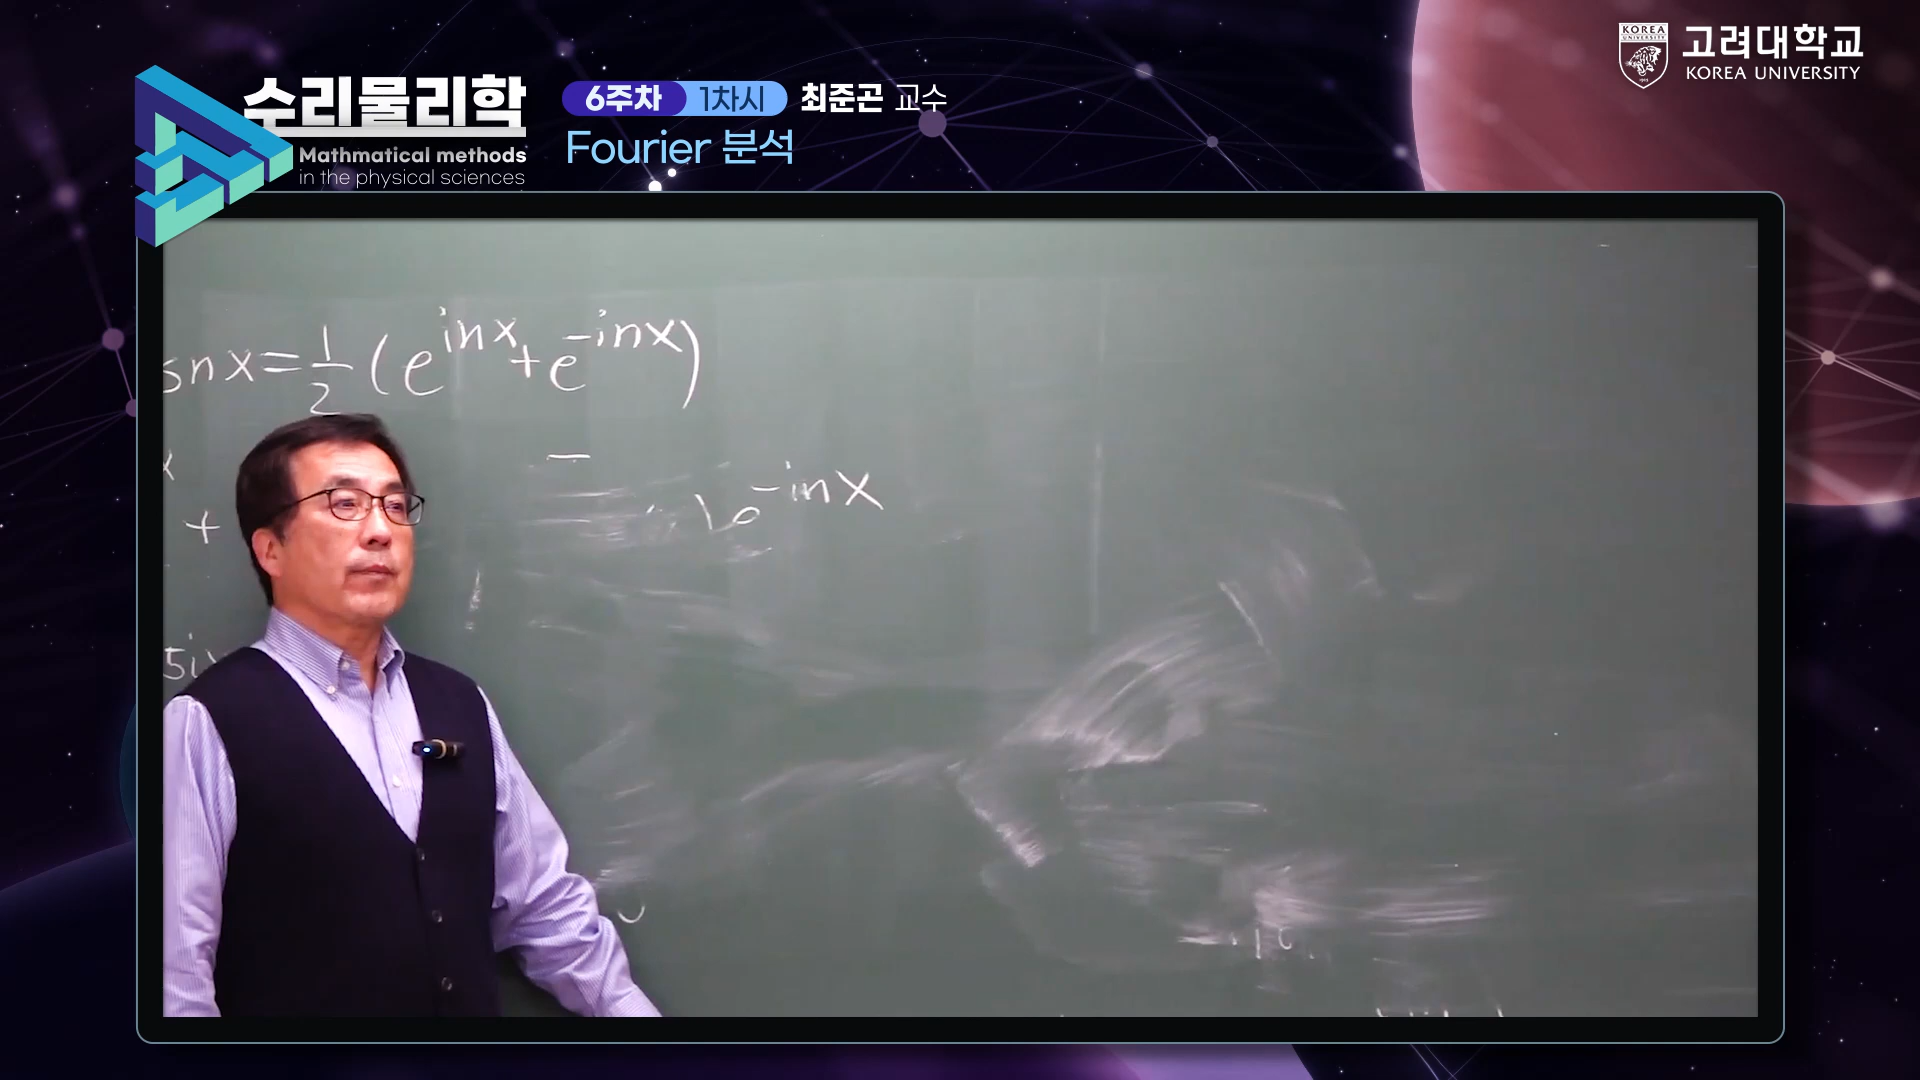 KOREA
UNIVERSITY
1905
고려대학교
KOREA UNIVERSITY
수리물리학
Mathmatical methods
in the physical sciences
6주차 1차시 최준곤 교수
Fourier 분석
snx=1/2(e^inx+e^-inx)
x
-
e^-inx
+